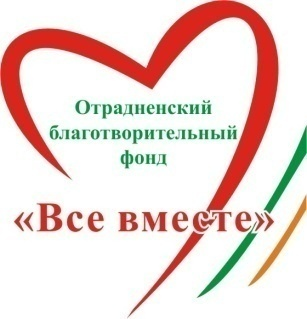 Отрадненский
благотворительный
фонд
«Все вместе»